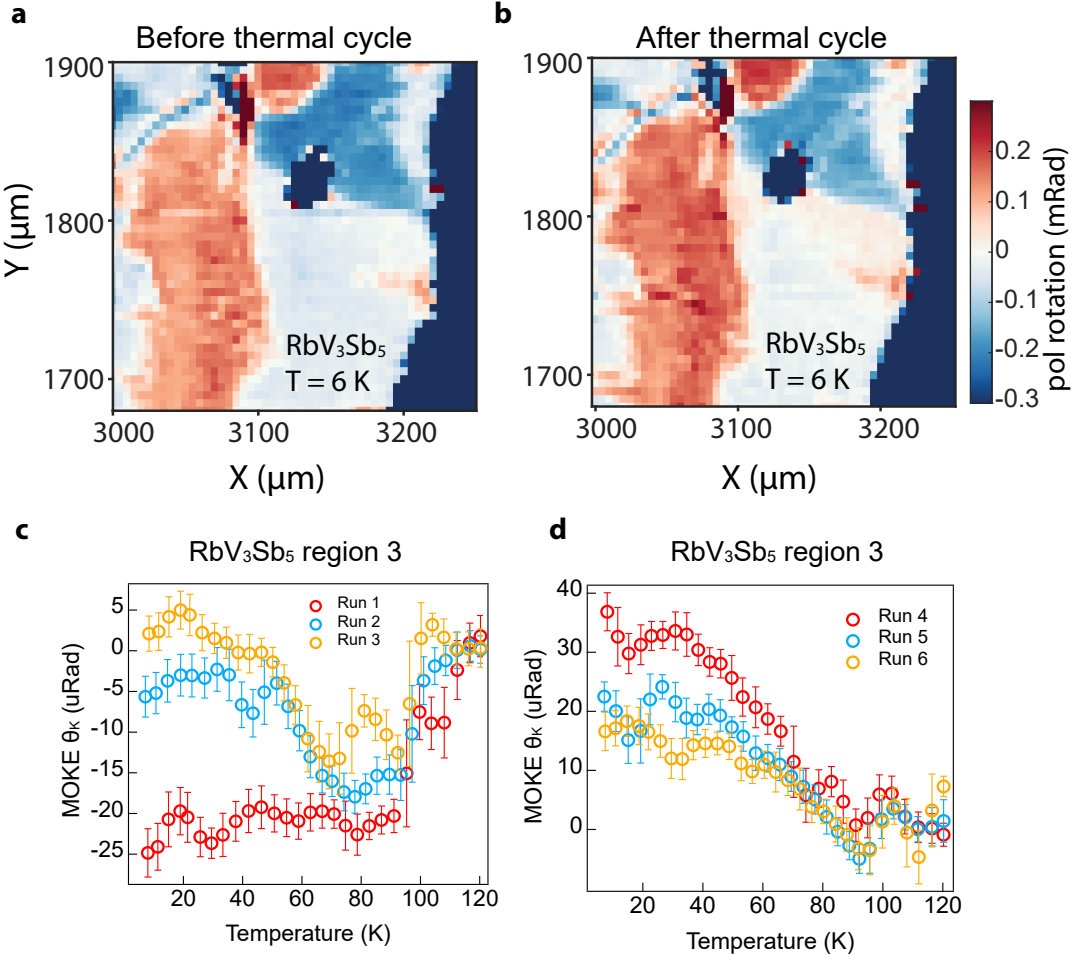 a
Before thermal cycle
1900
1800
1700
Y (μm)
3000 3100 3200
X (μm)
RbV₃Sb₅
T = 6 K
b
After thermal cycle
1900
1800
1700
3000 3100 3200
X (μm)
RbV₃Sb₅
T = 6 K
0.2
0.1
0
-0.1
-0.2
-0.3
pol rotation (mRad)
c
RbV₃Sb₅ region 3
Run 1
Run 2
Run 3
5
0
-5
-10
-15
-20
-25
MOKE θₖ (uRad)
20 40 60 80 100 120
Temperature (K)
d
RbV₃Sb₅ region 3
Run 4
Run 5
Run 6
40
30
20
10
0
MOKE θₖ (uRad)
20 40 60 80 100 120
Temperature (K)